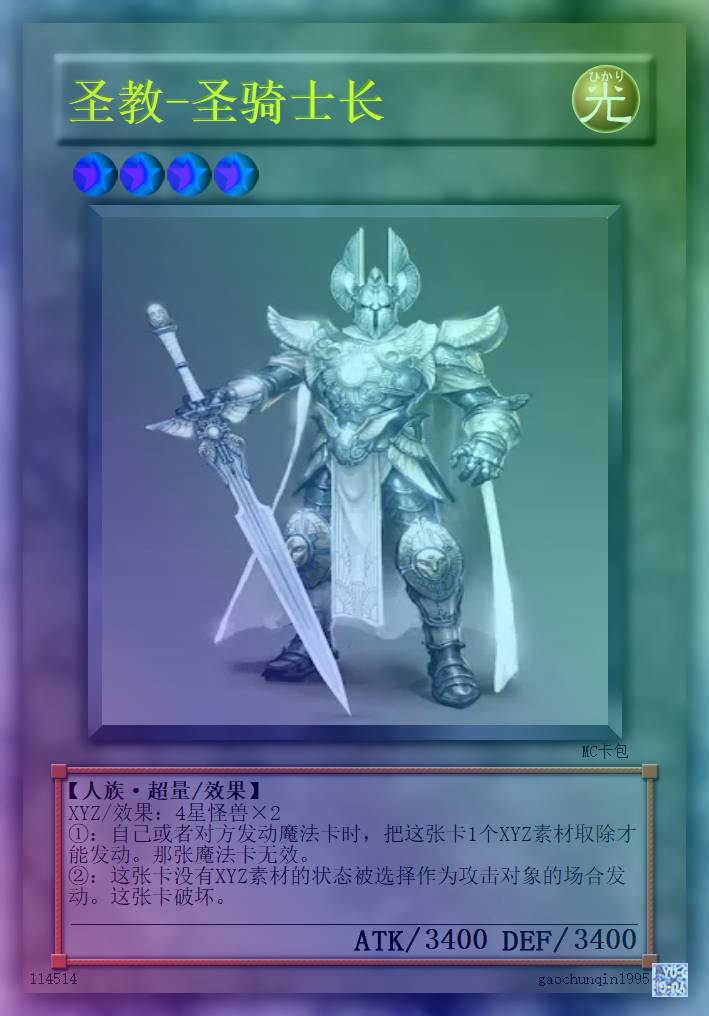 圣教-圣骑士长
ひかり
光
MC卡包
【人族·超量/效果】
XYZ/效果：4星怪兽×2
①：自己或者对方发动魔法卡时，把这张卡1个XYZ素材取除才
能发动。那张魔法卡无效。
②：这张卡没有XYZ素材的状态被选择作为攻击对象的场合发
动。这张卡破坏。
ATK/3400 DEF/3400
114514
gaochunqin1995